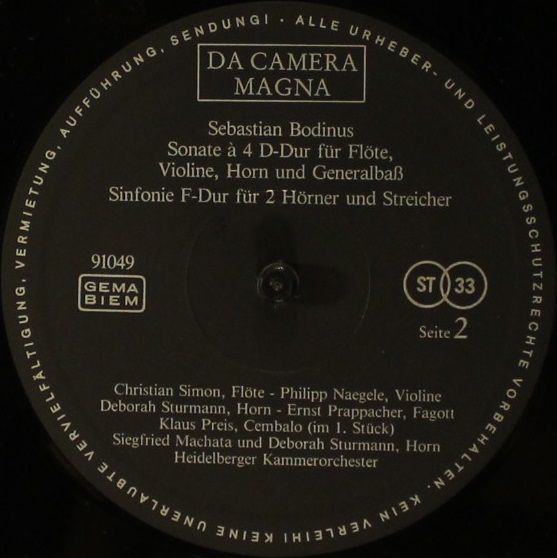 ALLE URHEBER- UND LEISTUNGSSCHUTZRECHTE VORBEHALTEN. KEIN VERLEIH! KEINE UNERLAUBTE VERVIELFÄLTIGUNG, VERMIETUNG, AUFFÜHRUNG, SENDUNG! ·
DA CAMERA
MAGNA
Sebastian Bodinus
Sonate à 4 D-Dur für Flöte,
Violine, Horn und Generalbaß
Sinfonie F-Dur für 2 Hörner und Streicher
91049
GEMA
BIEM
ST 33
Seite 2
Christian Simon, Flöte - Philipp Naegele, Violine
Deborah Sturmann, Horn - Ernst Prappacher, Fagott
Klaus Preis, Cembalo (im 1. Stück)
Siegfried Machata und Deborah Sturmann, Horn
Heidelberger Kammerorchester